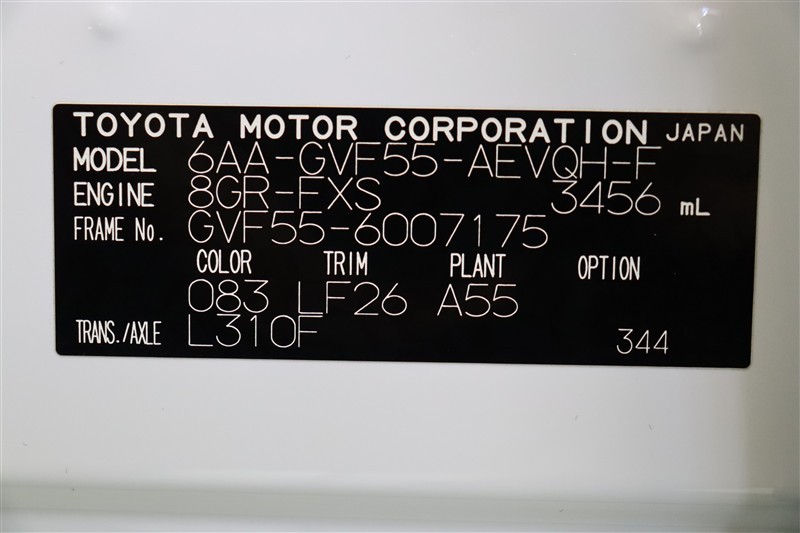 TOYOTA MOTOR CORPORATION JAPAN
MODEL 6AA-GVF55-AEVQH-F
ENGINE 8GR-FXS 3456 mL
FRAME No. GVF55-6007175
COLOR TRIM PLANT OPTION
083 LF26 A55
TRANS./AXLE L310F 344